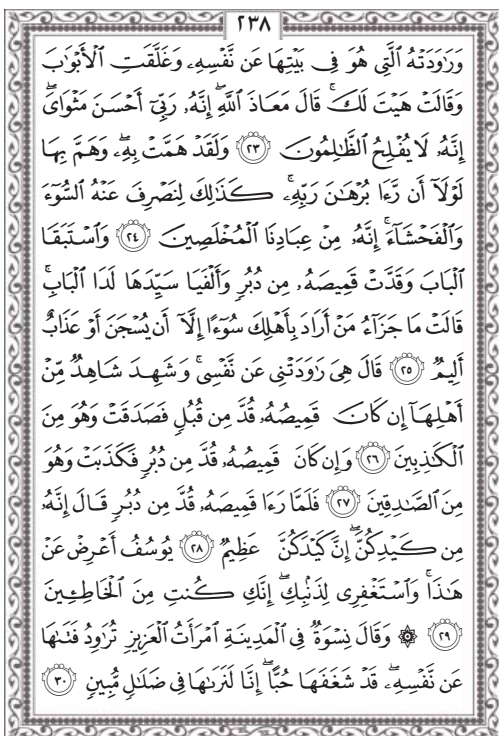 ٢٣٨
وَرَٰوَدَتْهُ ٱلَّتِى هُوَ فِى بَيْتِهَا عَن نَّفْسِهِۦ وَغَلَّقَتِ ٱلْأَبْوَٰبَ
وَقَالَتْ هَيْتَ لَكَ ۚ قَالَ مَعَاذَ ٱللَّهِ ۖ إِنَّهُۥ رَبِّىٓ أَحْسَنَ مَثْوَاىَ ۖ
إِنَّهُۥ لَا يُفْلِحُ ٱلظَّٰلِمُونَ ٢٣ وَلَقَدْ هَمَّتْ بِهِۦ ۖ وَهَمَّ بِهَا
لَوْلَآ أَن رَّءَا بُرْهَٰنَ رَبِّهِۦ ۚ كَذَٰلِكَ لِنَصْرِفَ عَنْهُ ٱلسُّوٓءَ
وَٱلْفَحْشَآءَ ۚ إِنَّهُۥ مِنْ عِبَادِنَا ٱلْمُخْلَصِينَ ٢٤ وَٱسْتَبَقَا
ٱلْبَابَ وَقَدَّتْ قَمِيصَهُۥ مِن دُبُرٍ وَأَلْفَيَا سَيِّدَهَا لَدَا ٱلْبَابِ ۚ
قَالَتْ مَا جَزَآءُ مَنْ أَرَادَ بِأَهْلِكَ سُوٓءًا إِلَّآ أَن يُسْجَنَ أَوْ عَذَابٌ
أَلِيمٌ ٢٥ قَالَ هِىَ رَٰوَدَتْنِى عَن نَّفْسِى ۚ وَشَهِدَ شَاهِدٌ مِّنْ
أَهْلِهَآ إِن كَانَ قَمِيصُهُۥ قُدَّ مِن قُبُلٍ فَصَدَقَتْ وَهُوَ مِنَ
ٱلْكَٰذِبِينَ ٢٦ وَإِن كَانَ قَمِيصُهُۥ قُدَّ مِن دُبُرٍ فَكَذَبَتْ وَهُوَ
مِنَ ٱلصَّٰدِقِينَ ٢٧ فَلَمَّا رَءَا قَمِيصَهُۥ قُدَّ مِن دُبُرٍ قَالَ إِنَّهُۥ
مِن كَيْدِكُنَّ ۖ إِنَّ كَيْدَكُنَّ عَظِيمٌ ٢٨ يُوسُفُ أَعْرِضْ عَنْ
هَٰذَا ۚ وَٱسْتَغْفِرِى لِذَنۢبِكِ ۖ إِنَّكِ كُنتِ مِنَ ٱلْخَاطِـِٔينَ
٢٩ ۞ وَقَالَ نِسْوَةٌ فِى ٱلْمَدِينَةِ ٱمْرَأَتُ ٱلْعَزِيزِ تُرَٰوِدُ فَتَىٰهَا
عَن نَّفْسِهِۦ ۖ قَدْ شَغَفَهَا حُبًّا ۖ إِنَّا لَنَرَىٰهَا فِى ضَلَٰلٍ مُّبِينٍ ٣٠